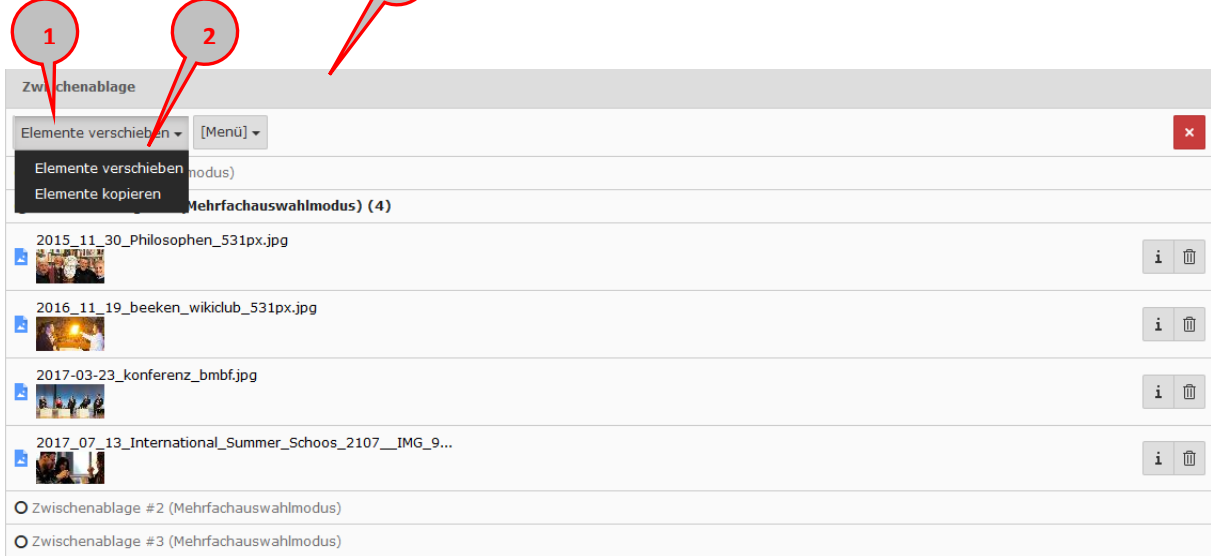 1
2
Zwischenablage
Elemente verschieben
[Menü]
Elemente verschieben
modus)
Elemente kopieren
(Mehrfachauswahlmodus) (4)
2015_11_30_Philosophen_531px.jpg
2016_11_19_beeken_wikiclub_531px.jpg
2017-03-23_konferenz_bmbf.jpg
2017_07_13_International_Summer_Schoos_2107__IMG_9...
Zwischenablage #2 (Mehrfachauswahlmodus)
Zwischenablage #3 (Mehrfachauswahlmodus)